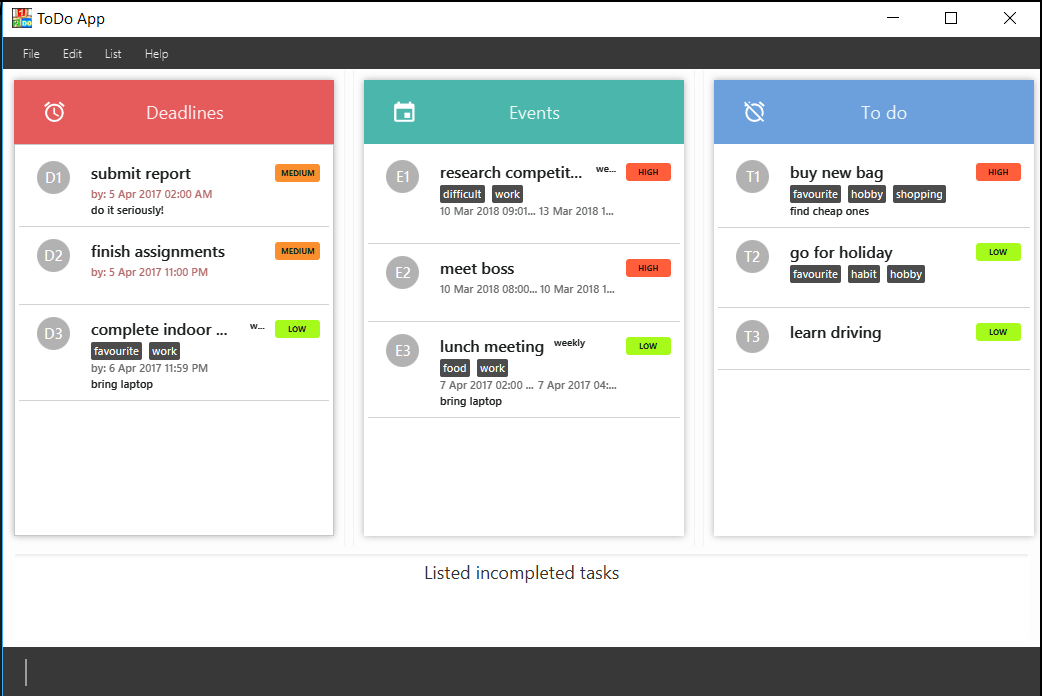 ToDo App
File Edit List Help
Deadlines
D1 submit report MEDIUM
by: 5 Apr 2017 02:00 AM
do it seriously!
D2 finish assignments MEDIUM
by: 5 Apr 2017 11:00 PM
D3 complete indoor ... w... LOW
favourite work
by: 6 Apr 2017 11:59 PM
bring laptop
Events
E1 research competit... we... HIGH
difficult work
10 Mar 2018 09:01... 13 Mar 2018 1...
E2 meet boss HIGH
10 Mar 2018 08:00... 10 Mar 2018 1...
E3 lunch meeting weekly LOW
food work
7 Apr 2017 02:00 ... 7 Apr 2017 04:...
bring laptop
To do
T1 buy new bag HIGH
favourite hobby shopping
find cheap ones
T2 go for holiday LOW
favourite habit hobby
T3 learn driving LOW
Listed incompleted tasks